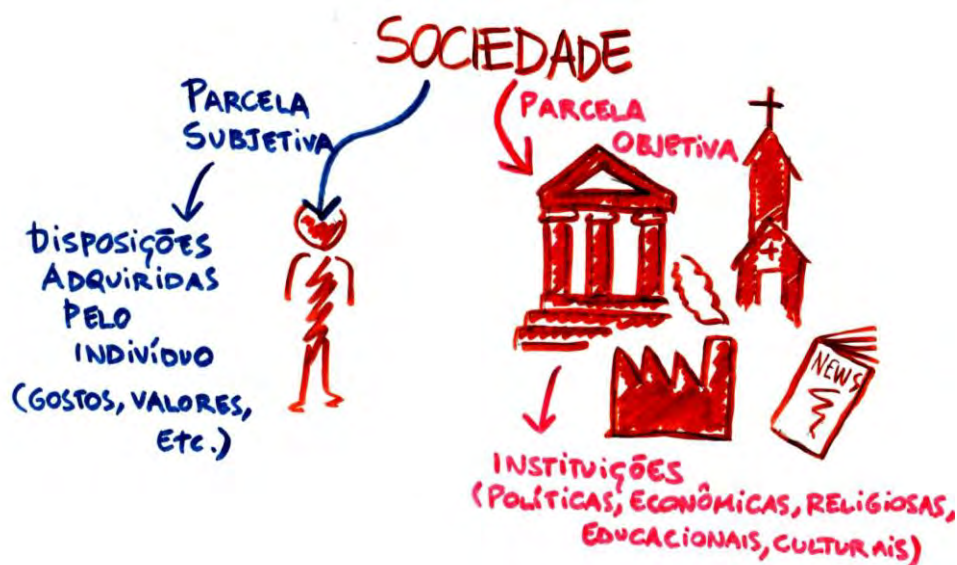 SOCIEDADE
PARCELA
SUBJETIVA
DISPOSIÇÕES
ADQUIRIDAS
PELO
INDIVÍDUO
(GOSTOS, VALORES,
ETC.)
PARCELA
OBJETIVA
NEWS
INSTITUIÇÕES
(POLÍTICAS, ECONÔMICAS, RELIGIOSAS,
EDUCACIONAIS, CULTURAIS)